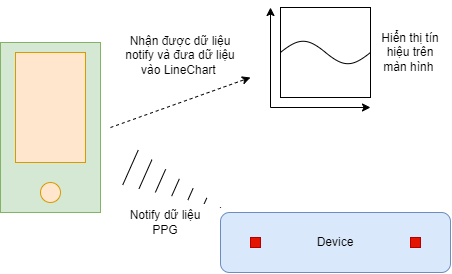 Nhận được dữ liệu
notify và đưa dữ liệu
vào LineChart
Hiển thị tín
hiệu trên
màn hình
Notify dữ liệu
PPG
Device